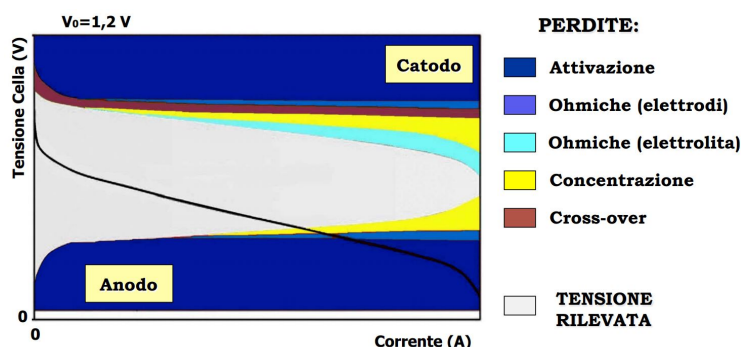 V₀=1,2 V
Tensione Cella (V)
Catodo
Anodo
0
0
Corrente (A)
PERDITE:
Attivazione
Ohmiche (elettrodi)
Ohmiche (elettrolita)
Concentrazione
Cross-over
TENSIONE
RILEVATA